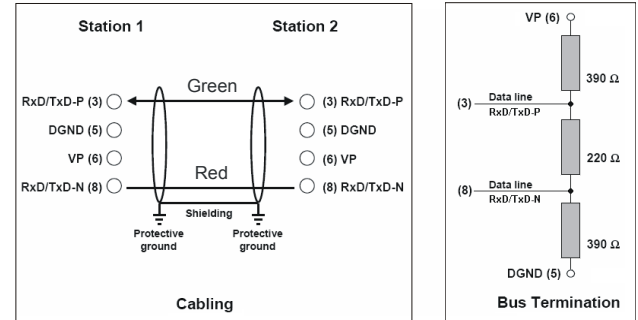 Station 1
Station 2
Green
RxD/TxD-P (3)
(3) RxD/TxD-P
DGND (5)
(5) DGND
VP (6)
(6) VP
Red
RxD/TxD-N (8)
(8) RxD/TxD-N
Shielding
Protective
ground
Protective
ground
Cabling
VP (6)
390 Ω
(3)
Data line
RxD/TxD-P
220 Ω
(8)
Data line
RxD/TxD-N
390 Ω
DGND (5)
Bus Termination